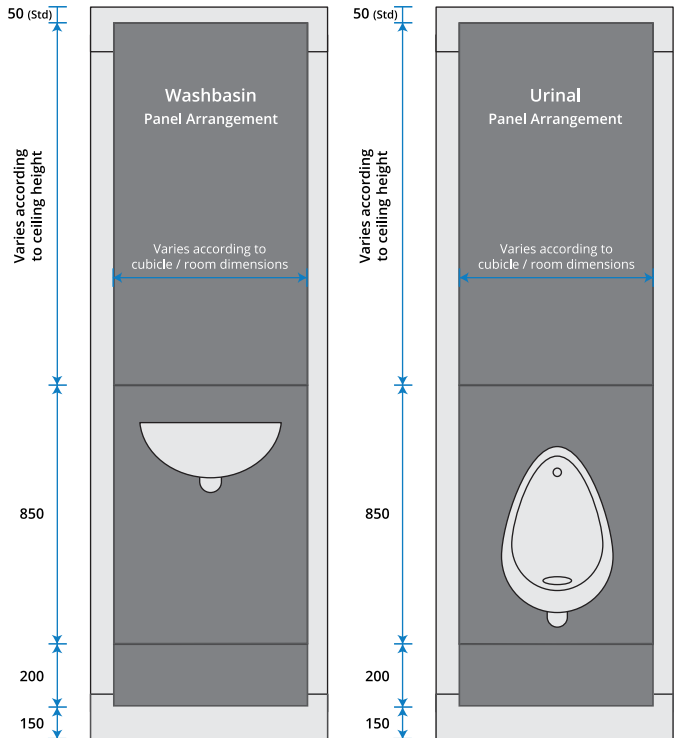 50 (Std)
Varies according
to ceiling height
Washbasin
Panel Arrangement
Varies according to
cubicle / room dimensions
850
200
150
50 (Std)
Varies according
to ceiling height
Urinal
Panel Arrangement
Varies according to
cubicle / room dimensions
850
200
150